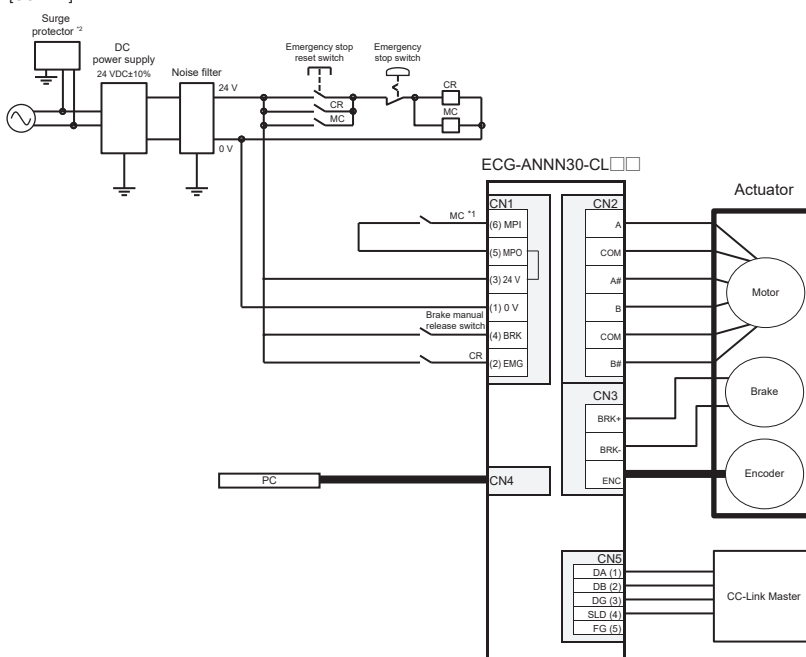 Surge
protector *2
DC
power supply
24 VDC±10%
Noise filter
24 V
0 V
Emergency stop
reset switch
Emergency
stop switch
CR
MC
CR
MC
ECG-ANNN30-CL□□
Actuator
CN1
MC *1
(6) MPI
(5) MPO
(3) 24 V
(1) 0 V
Brake manual
release switch
(4) BRK
CR
(2) EMG
CN2
A
COM
A#
B
COM
B#
Motor
CN3
BRK+
BRK-
ENC
Brake
Encoder
PC
CN4
CN5
DA (1)
DB (2)
DG (3)
SLD (4)
FG (5)
CC-Link Master